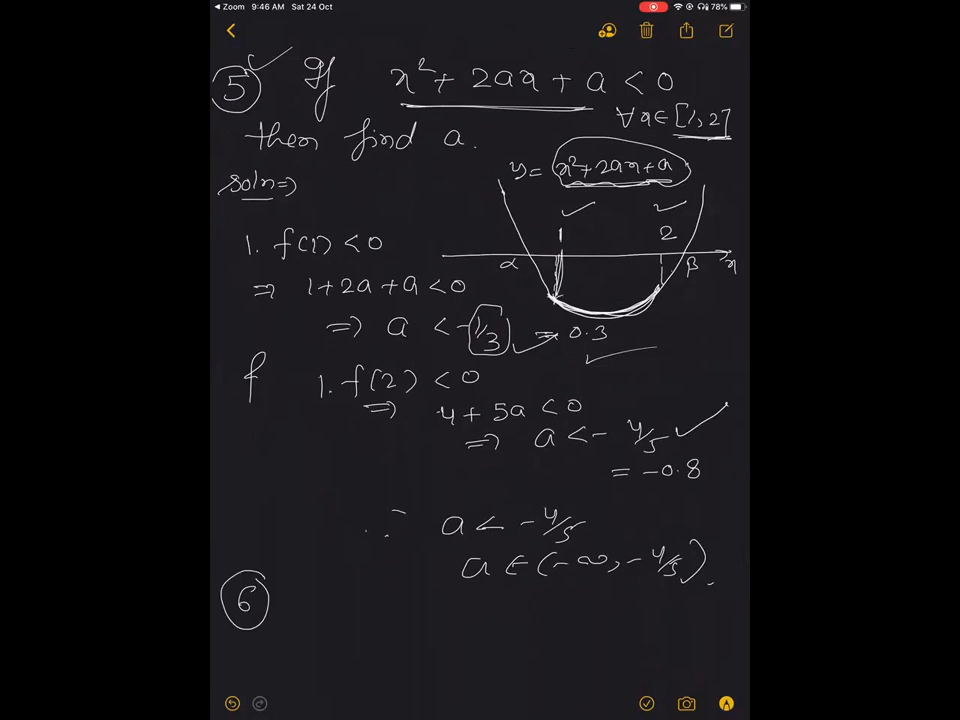 Zoom 9:46 AM Sat 24 Oct 78%
5 If x² + 2ax + a < 0
∀ x ∈ [1, 2]
then find a.
y = x² + 2ax + a
soln ⇒
1 2
1. f(1) < 0
α β x
⇒ 1 + 2a + a < 0
⇒ a < -1/3 = 0.3
f 1. f(2) < 0
⇒ 4 + 5a < 0
⇒ a < - 4/5
= -0.8
∴ a < -4/5
a ∈ (-∞, -4/5).
6